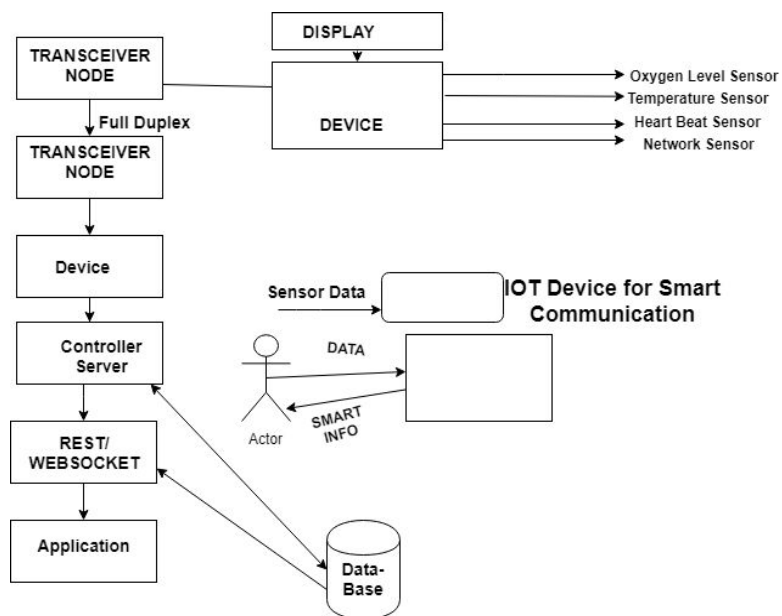 DISPLAY
TRANSCEIVER
NODE
DEVICE
Oxygen Level Sensor
Temperature Sensor
Heart Beat Sensor
Network Sensor
Full Duplex
TRANSCEIVER
NODE
Device
Sensor Data
IOT Device for Smart
Communication
Controller
Server
DATA
SMART
INFO
Actor
REST/
WEBSOCKET
Application
Data-
Base